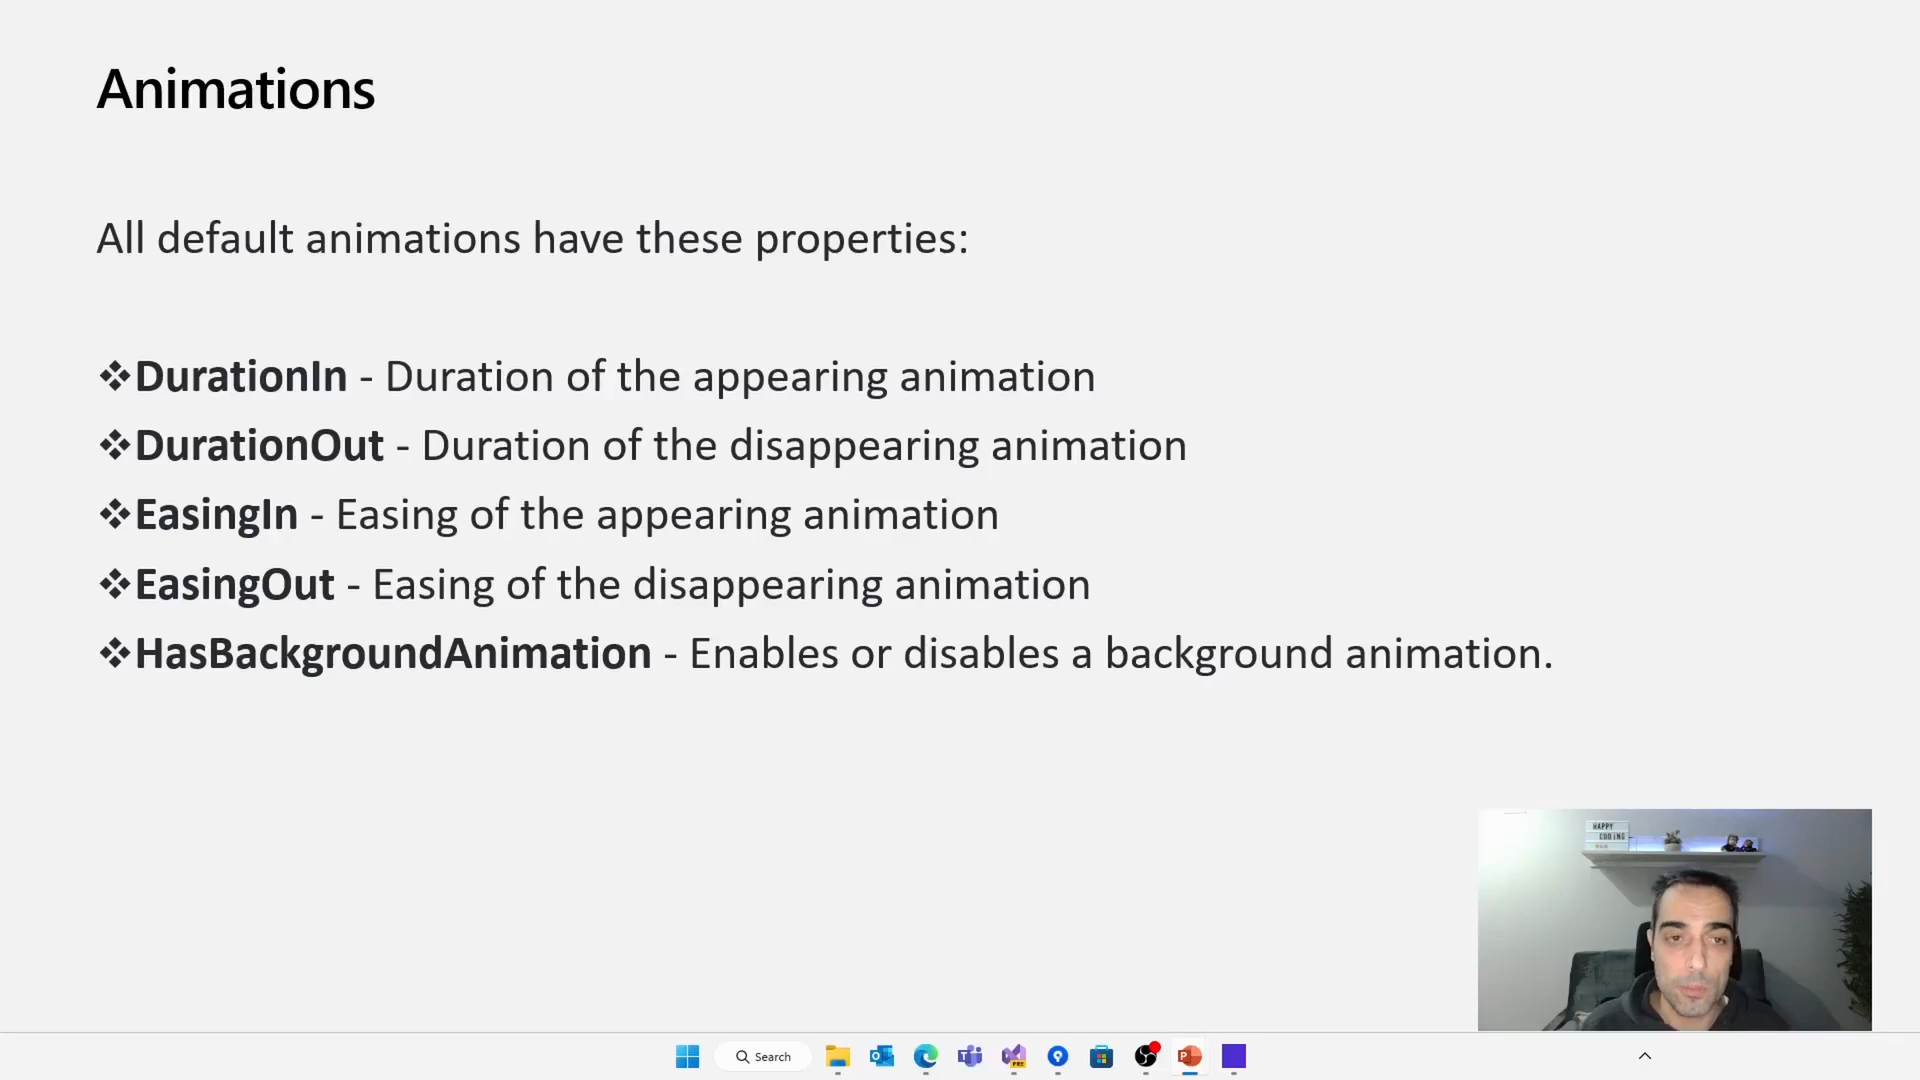 Animations
All default animations have these properties:
❖DurationIn - Duration of the appearing animation
❖DurationOut - Duration of the disappearing animation
❖EasingIn - Easing of the appearing animation
❖EasingOut - Easing of the disappearing animation
❖HasBackgroundAnimation - Enables or disables a background animation.
HAPPY
CODING
Search